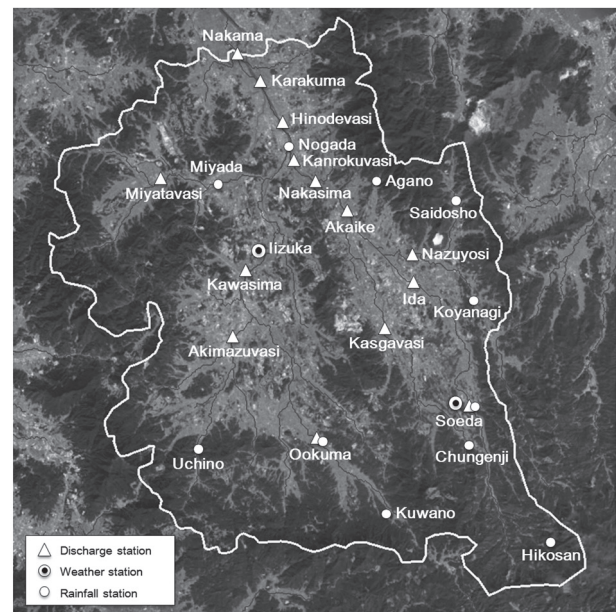 Nakama
Karakuma
Hinodevasi
Nogada
Kanrokuvasi
Miyada
Miyatavasi
Nakasima
Agano
Saidosho
Akaike
Iizuka
Nazuyosi
Kawasima
Ida
Koyanagi
Akimazuvasi
Kasgavasi
Soeda
Ookuma
Chungenji
Uchino
Kuwano
Hikosan
Discharge station
Weather station
Rainfall station